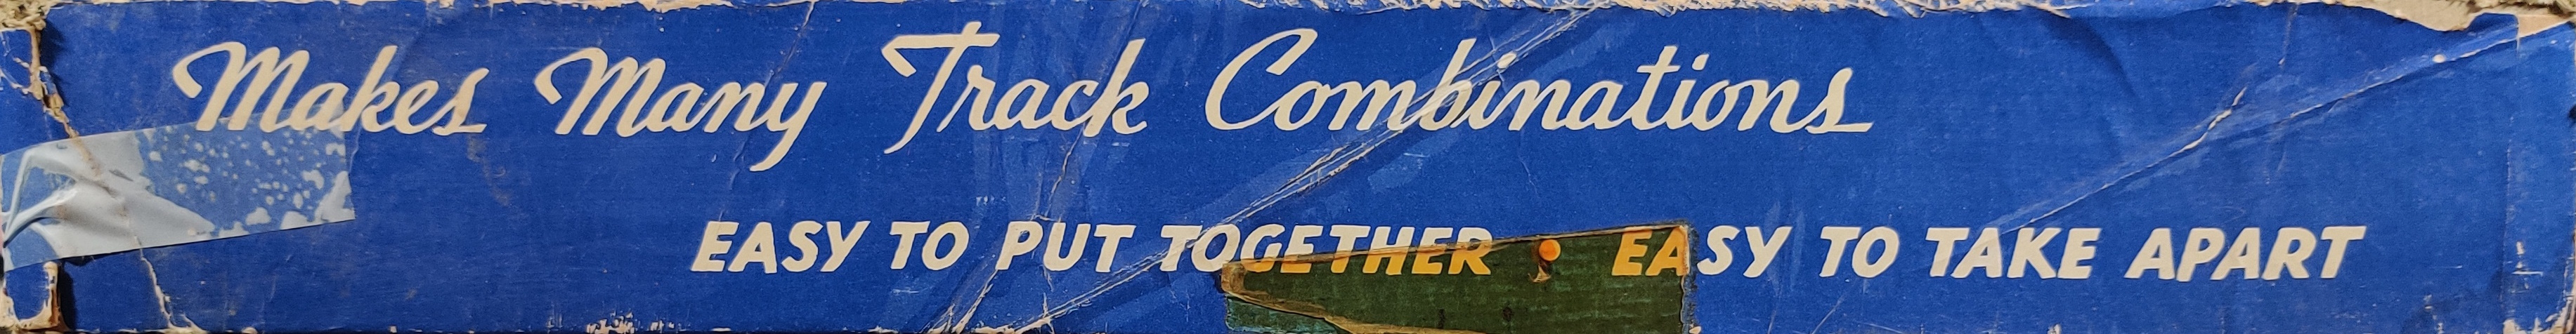 Makes Many Track Combinations
EASY TO PUT TOGETHER • EASY TO TAKE APART